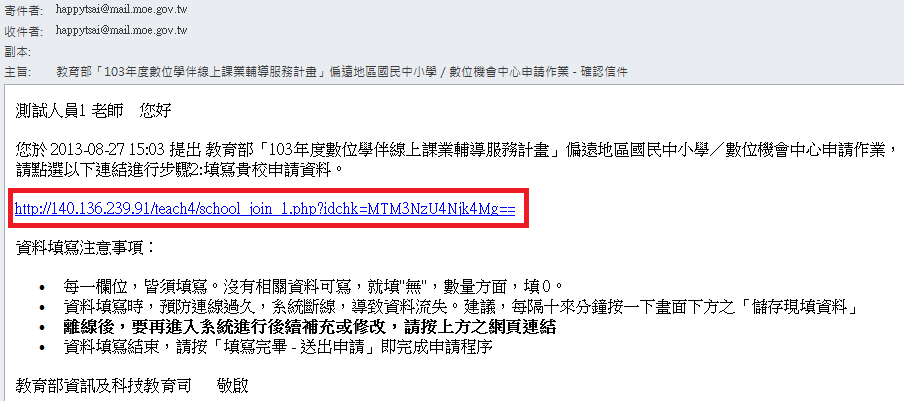 寄件者: happytsai@mail.moe.gov.tw
收件者: happytsai@mail.moe.gov.tw
副本:
主旨: 教育部「103年度數位學伴線上課業輔導服務計畫」偏遠地區國民中小學 / 數位機會中心申請作業 - 確認信件
測試人員1 老師 您好
您於 2013-08-27 15:03 提出 教育部「103年度數位學伴線上課業輔導服務計畫」偏遠地區國民中小學／數位機會中心申請作業，
請點選以下連結進行步驟2:填寫貴校申請資料。
http://140.136.239.91/teach4/school_join_1.php?idchk=MTM3NzU4Njk4Mg==
資料填寫注意事項：
• 每一欄位，皆須填寫。沒有相關資料可寫，就填"無"，數量方面，填 0。
• 資料填寫時，預防連線過久，系統斷線，導致資料流失。建議，每隔十來分鐘按一下畫面下方之「儲存現填資料」
• 離線後，要再進入系統進行後續補充或修改，請按上方之網頁連結
• 資料填寫結束，請按「填寫完畢 - 送出申請」即完成申請程序
教育部資訊及科技教育司 敬啟